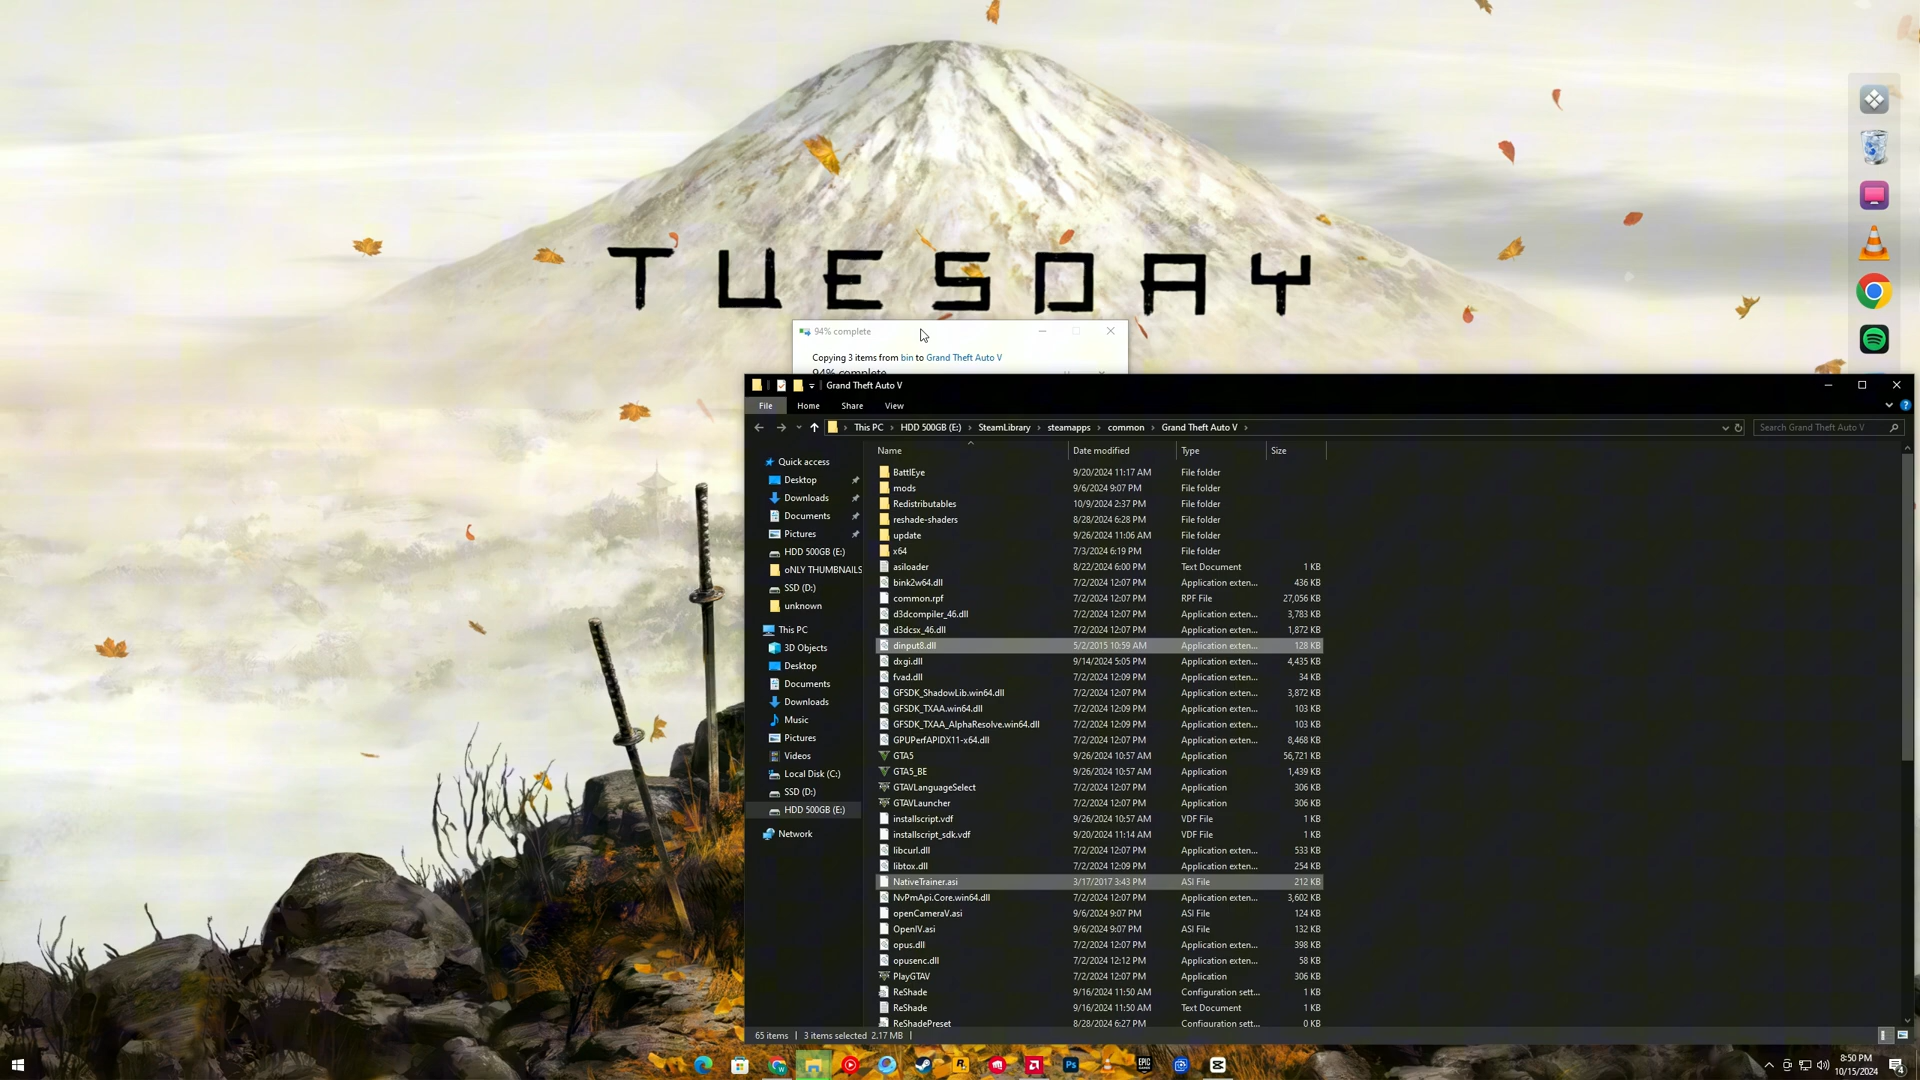 TUESDAY
94% complete
Copying 3 items from bin to Grand Theft Auto V
94% complete
Grand Theft Auto V
File Home Share View
This PC › HDD 500GB (E:) › SteamLibrary › steamapps › common › Grand Theft Auto V ›
Search Grand Theft Auto V
Quick access
Desktop
Downloads
Documents
Pictures
HDD 500GB (E:)
oNLY THUMBNAILS
SSD (D:)
unknown
This PC
3D Objects
Desktop
Documents
Downloads
Music
Pictures
Videos
Local Disk (C:)
SSD (D:)
HDD 500GB (E:)
Network
Name Date modified Type Size
BattlEye 9/20/2024 11:17 AM File folder
mods 9/6/2024 9:07 PM File folder
Redistributables 10/9/2024 2:37 PM File folder
reshade-shaders 8/28/2024 6:28 PM File folder
update 9/26/2024 11:06 AM File folder
x64 7/3/2024 6:19 PM File folder
asiloader 8/22/2024 6:00 PM Text Document 1 KB
bink2w64.dll 7/2/2024 12:07 PM Application exten... 436 KB
common.rpf 7/2/2024 12:07 PM RPF File 27,056 KB
d3dcompiler_46.dll 7/2/2024 12:07 PM Application exten... 3,783 KB
d3dcsx_46.dll 7/2/2024 12:07 PM Application exten... 1,872 KB
dinput8.dll 5/2/2015 10:59 AM Application exten... 128 KB
dxgi.dll 9/14/2024 5:05 PM Application exten... 4,435 KB
fvad.dll 7/2/2024 12:09 PM Application exten... 34 KB
GFSDK_ShadowLib.win64.dll 7/2/2024 12:07 PM Application exten... 3,872 KB
GFSDK_TXAA.win64.dll 7/2/2024 12:09 PM Application exten... 103 KB
GFSDK_TXAA_AlphaResolve.win64.dll 7/2/2024 12:09 PM Application exten... 103 KB
GPUPerfAPIDX11-x64.dll 7/2/2024 12:07 PM Application exten... 8,468 KB
GTA5 9/26/2024 10:57 AM Application 56,721 KB
GTA5_BE 9/26/2024 10:57 AM Application 1,439 KB
GTAVLanguageSelect 7/2/2024 12:07 PM Application 306 KB
GTAVLauncher 7/2/2024 12:07 PM Application 306 KB
installscript.vdf 9/26/2024 10:57 AM VDF File 1 KB
installscript_sdk.vdf 9/20/2024 11:14 AM VDF File 1 KB
libcurl.dll 7/2/2024 12:07 PM Application exten... 533 KB
libtox.dll 7/2/2024 12:09 PM Application exten... 254 KB
NativeTrainer.asi 3/17/2017 3:43 PM ASI File 212 KB
NvPmApi.Core.win64.dll 7/2/2024 12:07 PM Application exten... 3,602 KB
openCameraV.asi 9/6/2024 9:07 PM ASI File 124 KB
OpenIV.asi 9/6/2024 9:07 PM ASI File 132 KB
opus.dll 7/2/2024 12:07 PM Application exten... 398 KB
opusenc.dll 7/2/2024 12:12 PM Application exten... 58 KB
PlayGTAV 7/2/2024 12:07 PM Application 306 KB
ReShade 9/16/2024 11:50 AM Configuration sett... 1 KB
ReShade 9/16/2024 11:50 AM Text Document 1 KB
ReShadePreset 8/28/2024 6:27 PM Configuration sett... 0 KB
65 items 3 items selected 2.17 MB
8:50 PM
10/15/2024